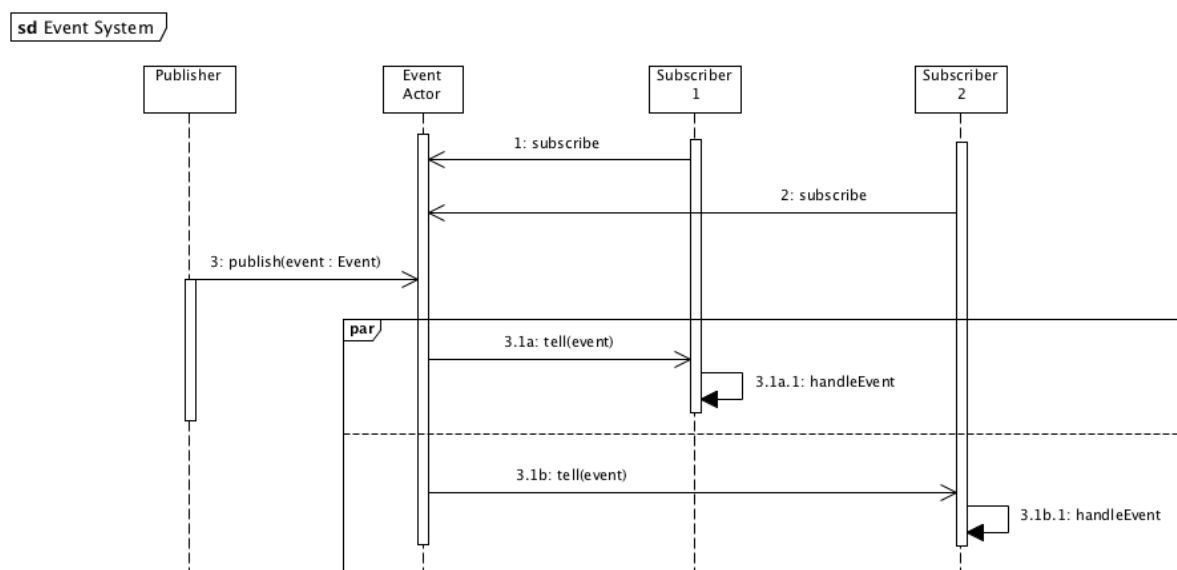 sd Event System
Publisher
Event
Actor
Subscriber
1
Subscriber
2
1: subscribe
2: subscribe
3: publish(event : Event)
par
3.1a: tell(event)
3.1a.1: handleEvent
3.1b: tell(event)
3.1b.1: handleEvent